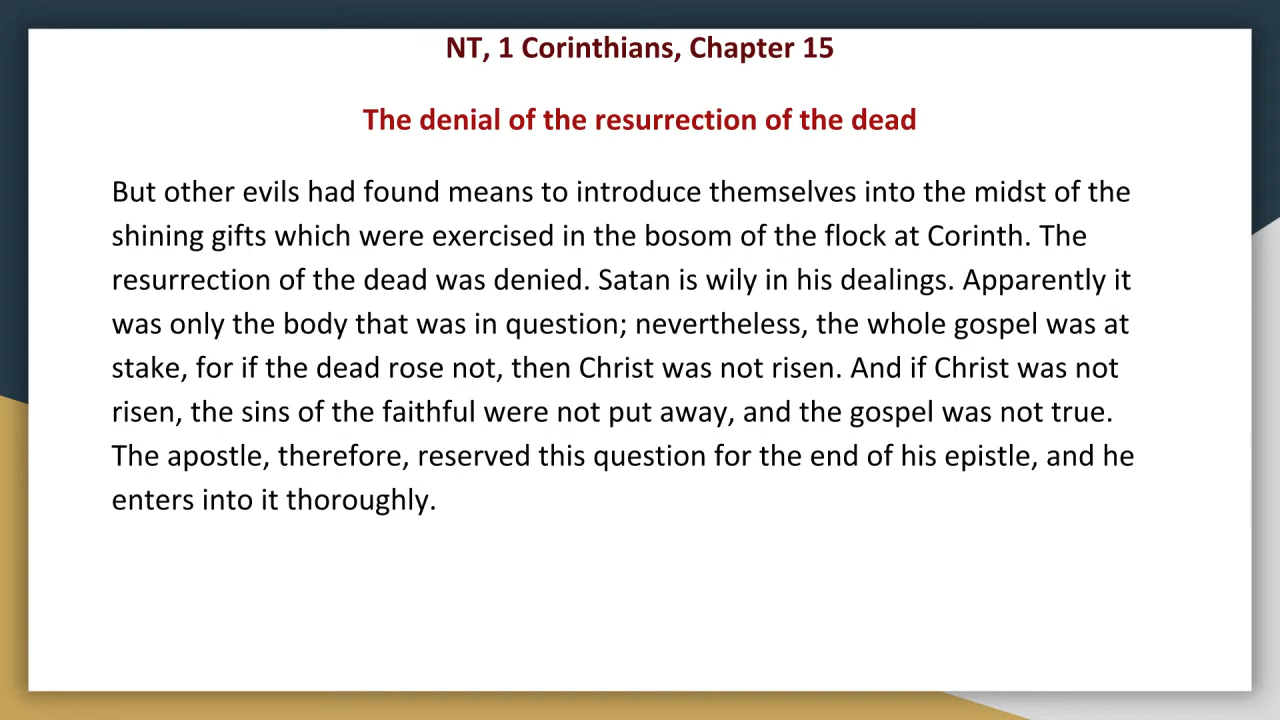 NT, 1 Corinthians, Chapter 15
The denial of the resurrection of the dead
But other evils had found means to introduce themselves into the midst of the
shining gifts which were exercised in the bosom of the flock at Corinth. The
resurrection of the dead was denied. Satan is wily in his dealings. Apparently it
was only the body that was in question; nevertheless, the whole gospel was at
stake, for if the dead rose not, then Christ was not risen. And if Christ was not
risen, the sins of the faithful were not put away, and the gospel was not true.
The apostle, therefore, reserved this question for the end of his epistle, and he
enters into it thoroughly.